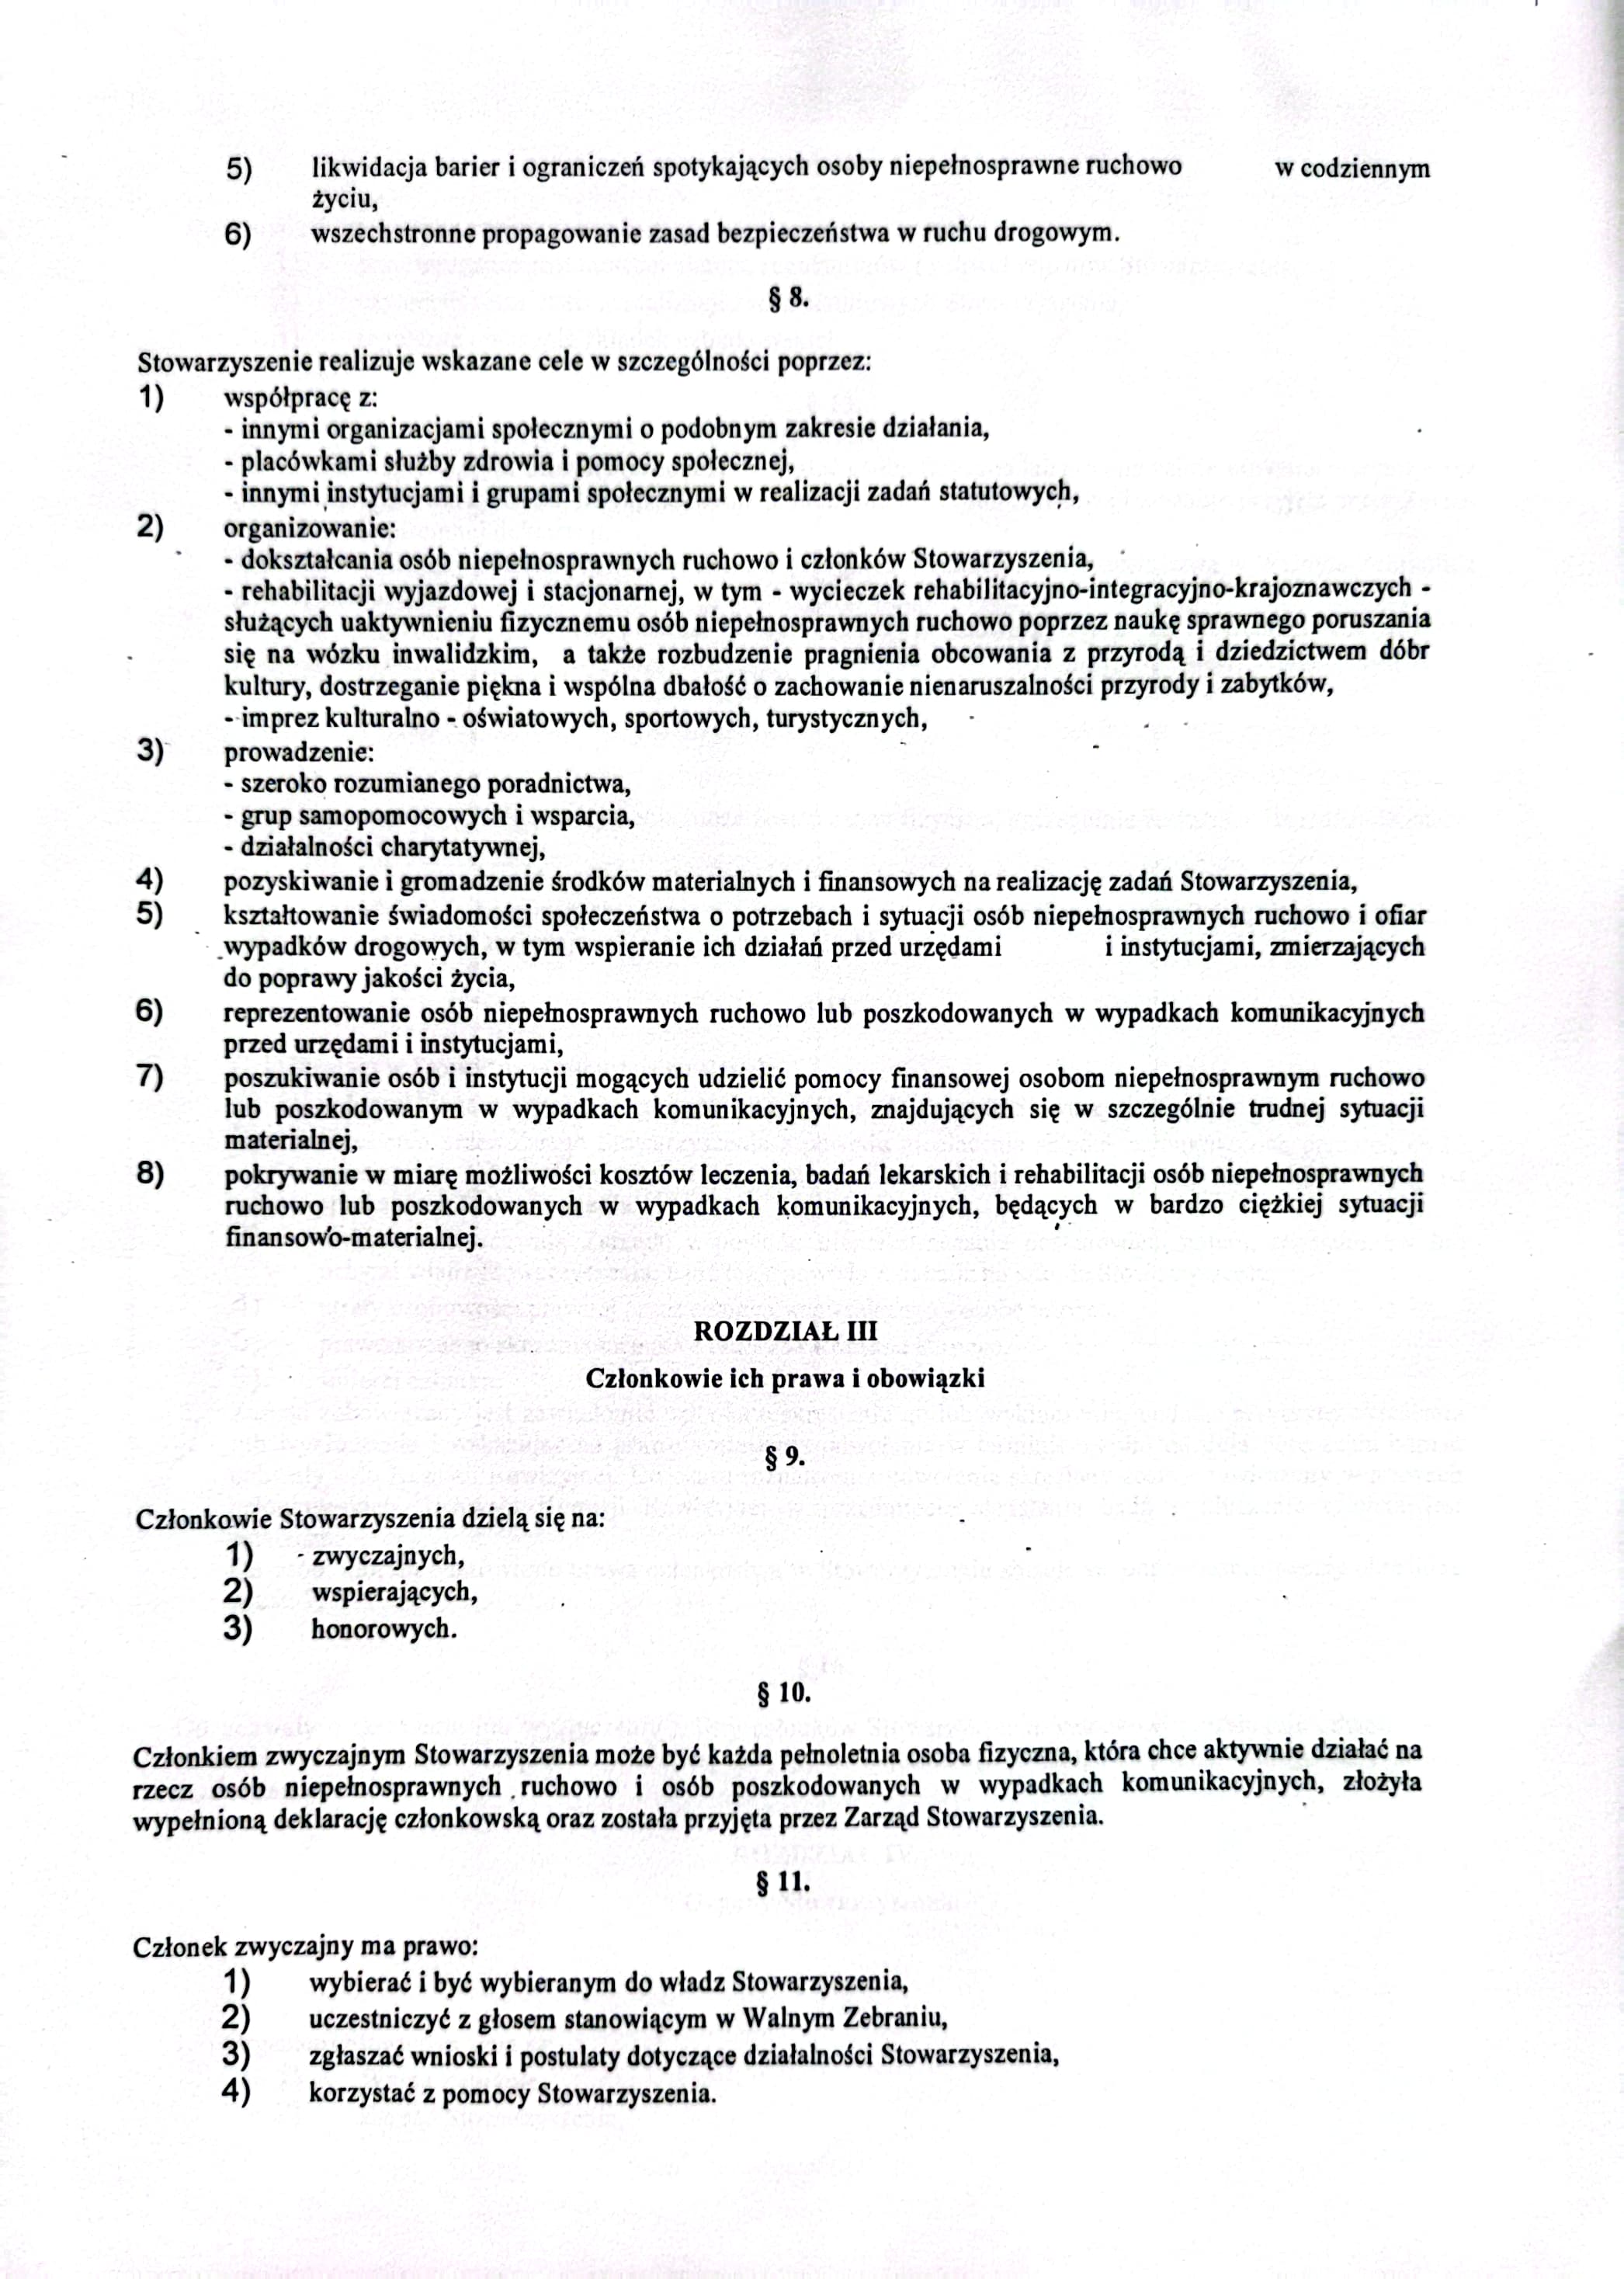 5) likwidacja barier i ograniczeń spotykających osoby niepełnosprawne ruchowo w codziennym
życiu,
6) wszechstronne propagowanie zasad bezpieczeństwa w ruchu drogowym.
§ 8.
Stowarzyszenie realizuje wskazane cele w szczególności poprzez:
1) współpracę z:
- innymi organizacjami społecznymi o podobnym zakresie działania,
- placówkami służby zdrowia i pomocy społecznej,
- innymi instytucjami i grupami społecznymi w realizacji zadań statutowych,
2) organizowanie:
- dokształcania osób niepełnosprawnych ruchowo i członków Stowarzyszenia,
- rehabilitacji wyjazdowej i stacjonarnej, w tym - wycieczek rehabilitacyjno-integracyjno-krajoznawczych -
służących uaktywnieniu fizycznemu osób niepełnosprawnych ruchowo poprzez naukę sprawnego poruszania
się na wózku inwalidzkim, a także rozbudzenie pragnienia obcowania z przyrodą i dziedzictwem dóbr
kultury, dostrzeganie piękna i wspólna dbałość o zachowanie nienaruszalności przyrody i zabytków,
- imprez kulturalno - oświatowych, sportowych, turystycznych,
3) prowadzenie:
- szeroko rozumianego poradnictwa,
- grup samopomocowych i wsparcia,
- działalności charytatywnej,
4) pozyskiwanie i gromadzenie środków materialnych i finansowych na realizację zadań Stowarzyszenia,
5) kształtowanie świadomości społeczeństwa o potrzebach i sytuacji osób niepełnosprawnych ruchowo i ofiar
wypadków drogowych, w tym wspieranie ich działań przed urzędami i instytucjami, zmierzających
do poprawy jakości życia,
6) reprezentowanie osób niepełnosprawnych ruchowo lub poszkodowanych w wypadkach komunikacyjnych
przed urzędami i instytucjami,
7) poszukiwanie osób i instytucji mogących udzielić pomocy finansowej osobom niepełnosprawnym ruchowo
lub poszkodowanym w wypadkach komunikacyjnych, znajdujących się w szczególnie trudnej sytuacji
materialnej,
8) pokrywanie w miarę możliwości kosztów leczenia, badań lekarskich i rehabilitacji osób niepełnosprawnych
ruchowo lub poszkodowanych w wypadkach komunikacyjnych, będących w bardzo ciężkiej sytuacji
finansowo-materialnej.
ROZDZIAŁ III
Członkowie ich prawa i obowiązki
§ 9.
Członkowie Stowarzyszenia dzielą się na:
1) zwyczajnych,
2) wspierających,
3) honorowych.
§ 10.
Członkiem zwyczajnym Stowarzyszenia może być każda pełnoletnia osoba fizyczna, która chce aktywnie działać na
rzecz osób niepełnosprawnych ruchowo i osób poszkodowanych w wypadkach komunikacyjnych, złożyła
wypełnioną deklarację członkowską oraz została przyjęta przez Zarząd Stowarzyszenia.
§ 11.
Członek zwyczajny ma prawo:
1) wybierać i być wybieranym do władz Stowarzyszenia,
2) uczestniczyć z głosem stanowiącym w Walnym Zebraniu,
3) zgłaszać wnioski i postulaty dotyczące działalności Stowarzyszenia,
4) korzystać z pomocy Stowarzyszenia.